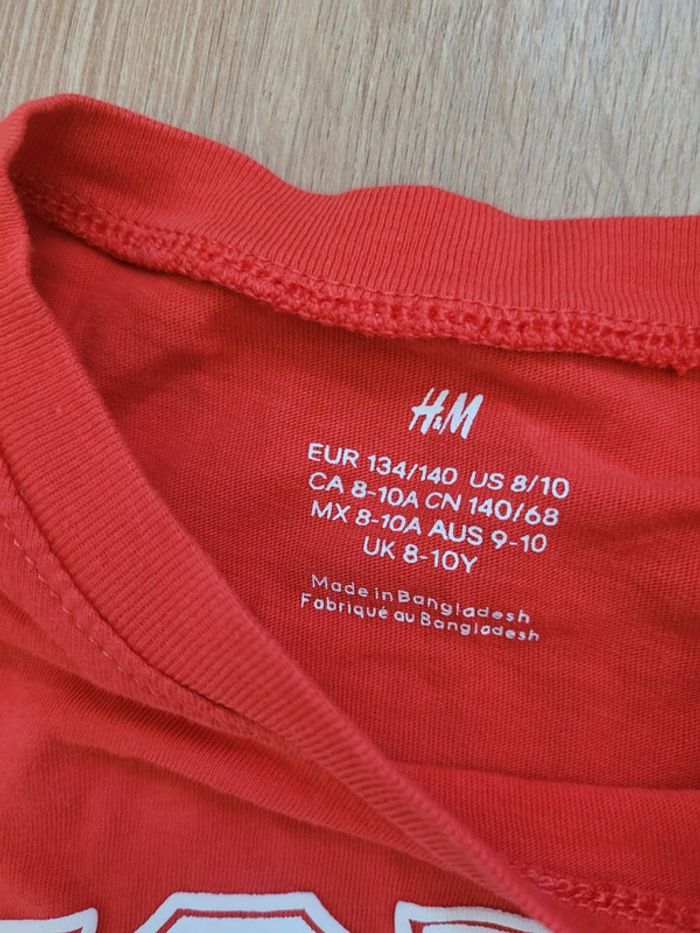 H&M
EUR 134/140 US 8/10
CA 8-10A CN 140/68
MX 8-10A AUS 9-10
UK 8-10Y
Made in Bangladesh
Fabriqué au Bangladesh